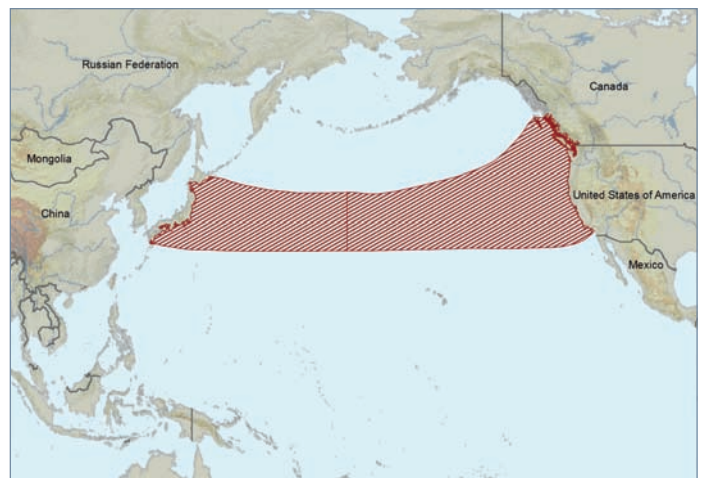 Russian Federation
Canada
Mongolia
United States of America
China
Mexico